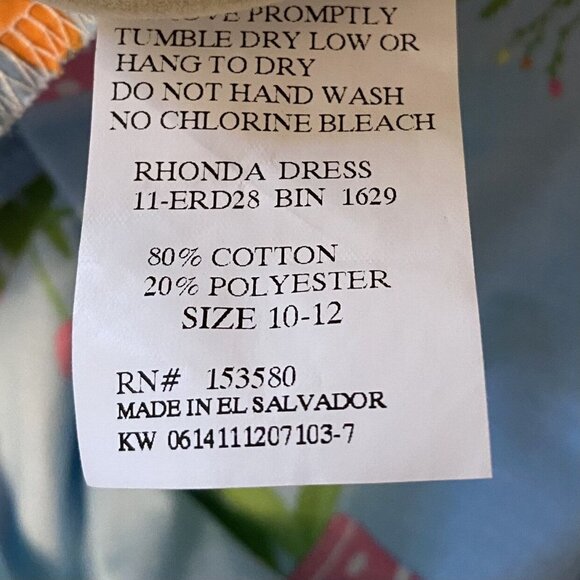 PROMPTLY
TUMBLE DRY LOW OR
HANG TO DRY
DO NOT HAND WASH
NO CHLORINE BLEACH
RHONDA DRESS
11-ERD28 BIN 1629
80% COTTON
20% POLYESTER
SIZE 10-12
RN# 153580
MADE IN EL SALVADOR
KW 0614111207103-7